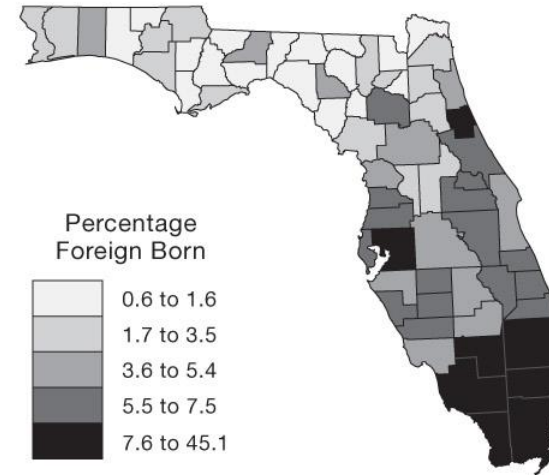 Percentage
Foreign Born
0.6 to 1.6
1.7 to 3.5
3.6 to 5.4
5.5 to 7.5
7.6 to 45.1